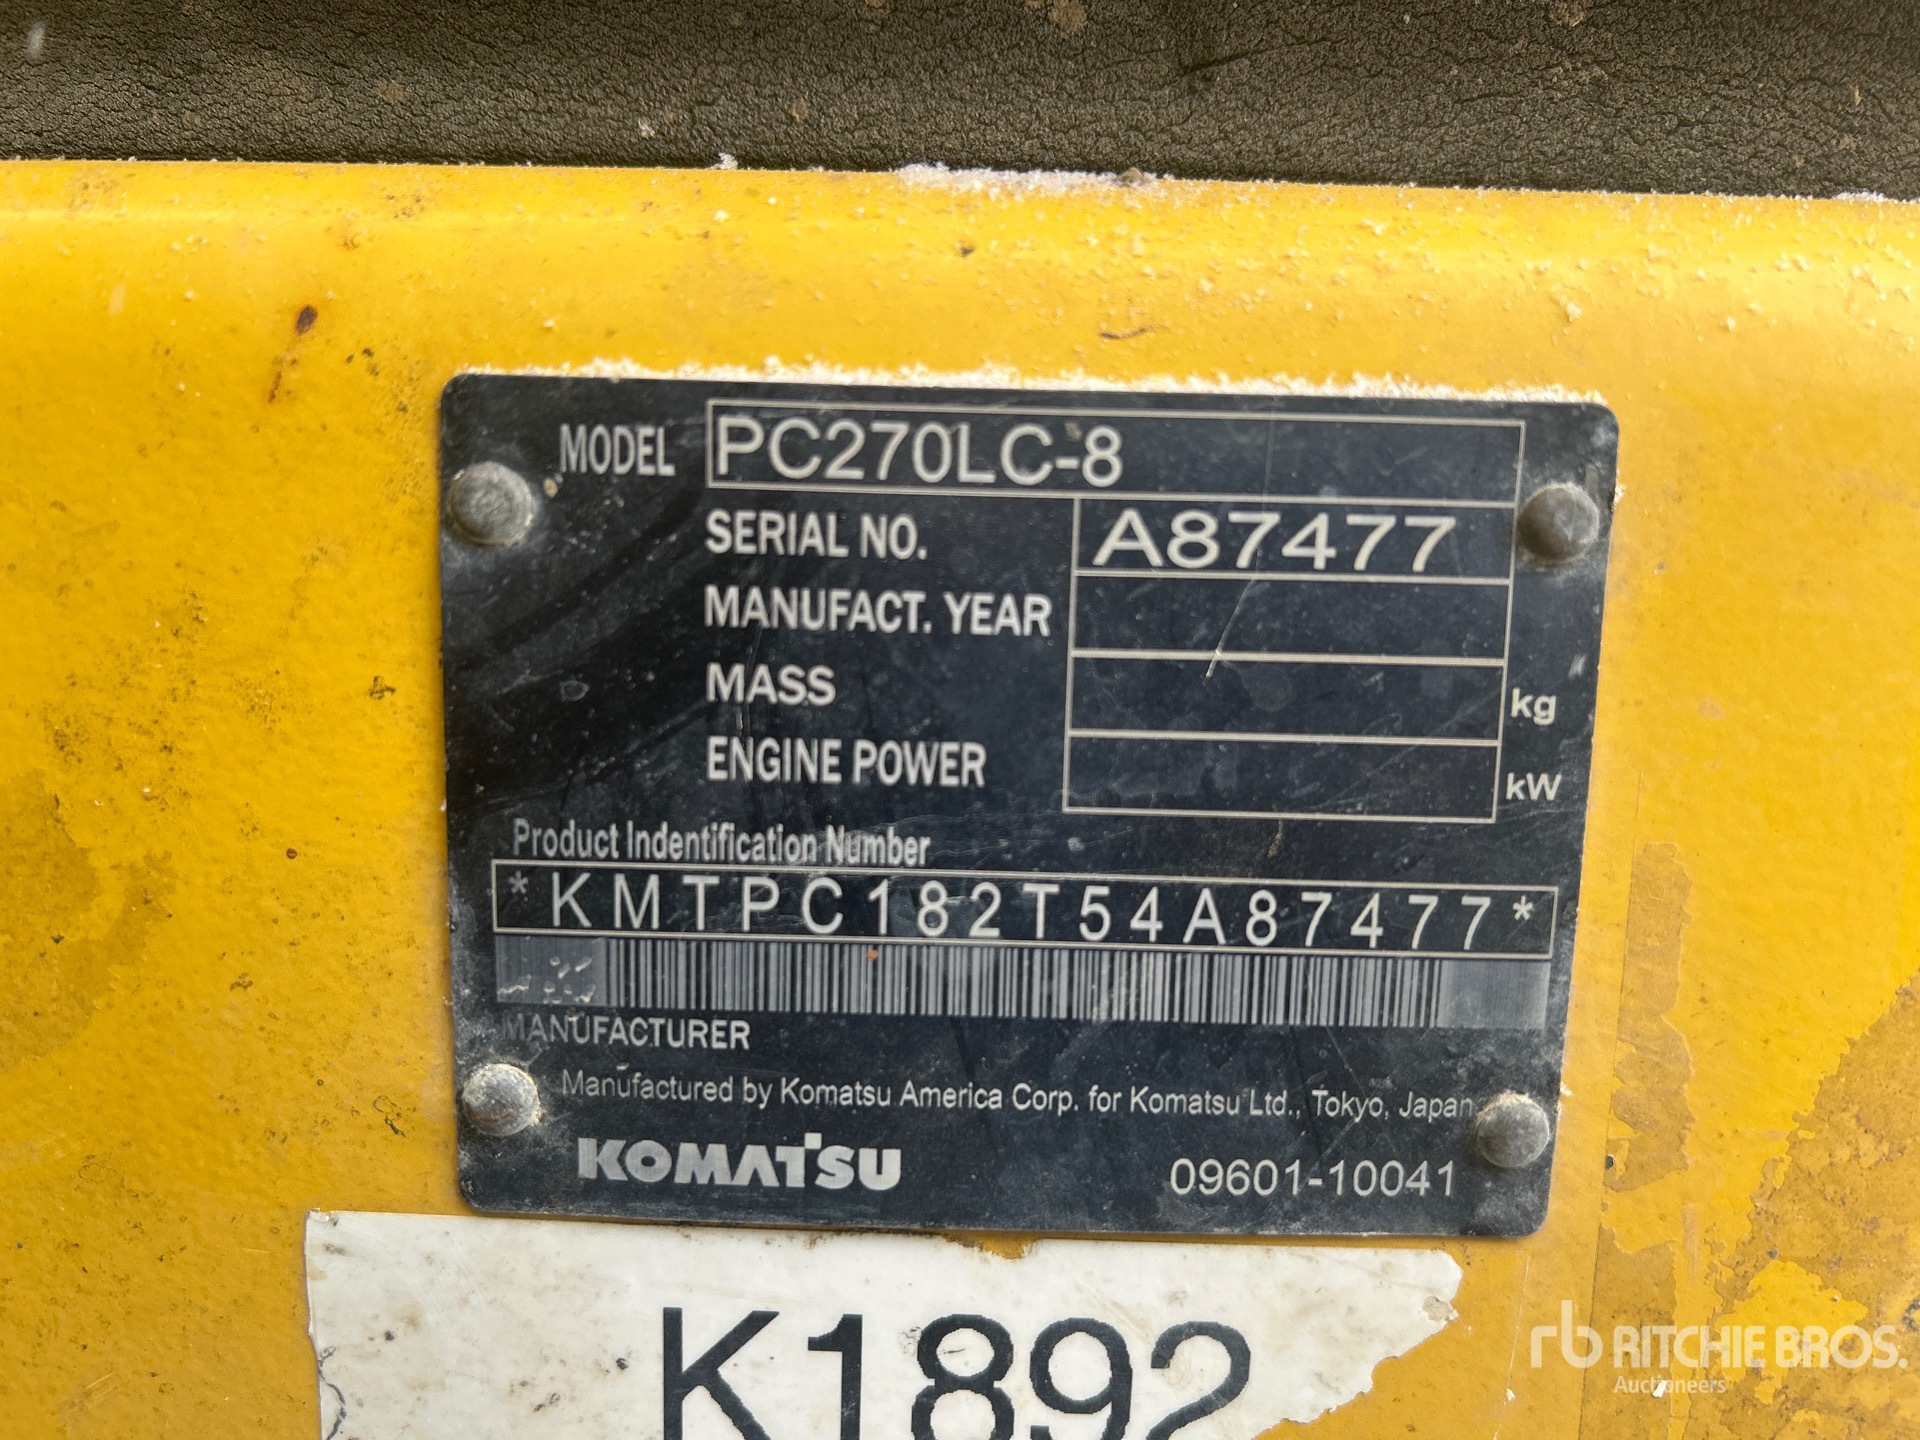 MODEL PC270LC-8
SERIAL NO. A87477
MANUFACT. YEAR
MASS kg
ENGINE POWER kW
Product Indentification Number
*KMTPC182T54A87477*
MANUFACTURER
Manufactured by Komatsu America Corp. for Komatsu Ltd., Tokyo, Japan
KOMATSU 09601-10041
K1892
rb RITCHIE BROS.
Auctioneers